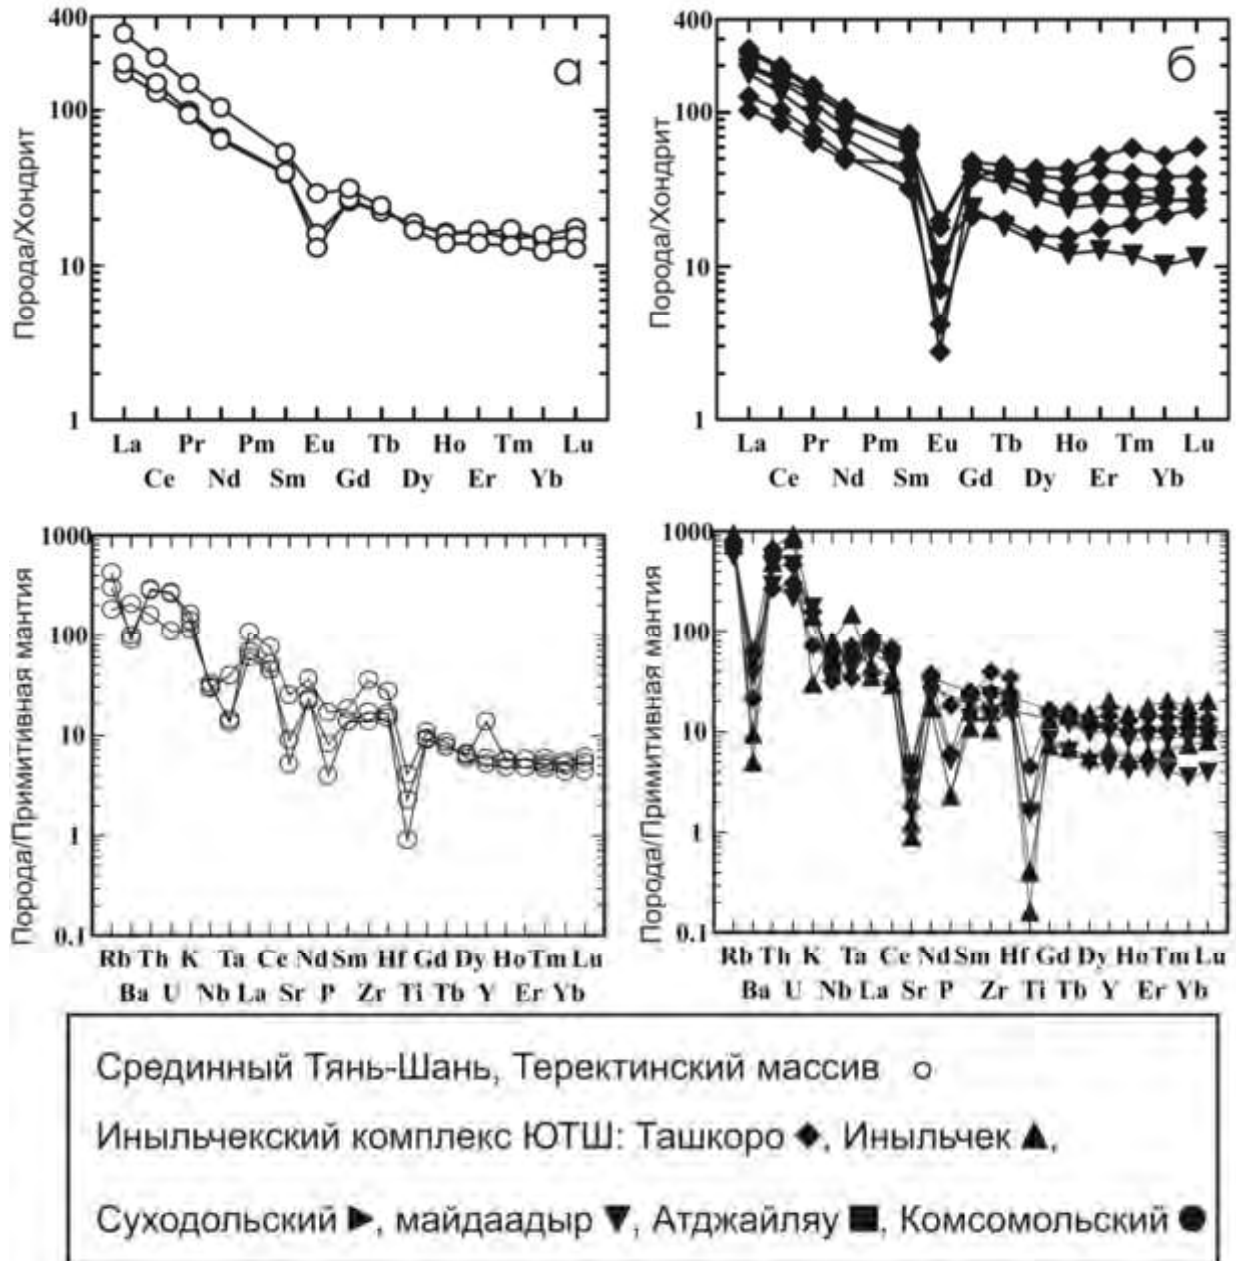 400
100
10
1
Порода/Хондрит
а
La Pr Pm Eu Tb Ho Tm Lu
Ce Nd Sm Gd Dy Er Yb
400
100
10
1
Порода/Хондрит
б
La Pr Pm Eu Tb Ho Tm Lu
Ce Nd Sm Gd Dy Er Yb
1000
100
10
1
0.1
Порода/Примитивная мантия
Rb Th K Ta Ce Nd Sm Hf Gd Dy Ho Tm Lu
Ba U Nb La Sr P Zr Ti Tb Y Er Yb
1000
100
10
1
0.1
Порода/Примитивная мантия
Rb Th K Ta Ce Nd Sm Hf Gd Dy Ho Tm Lu
Ba U Nb La Sr P Zr Ti Tb Y Er Yb
Срединный Тянь-Шань, Теректинский массив
Иныльчекский комплекс ЮТШ: Ташкоро, Иныльчек,
Суходольский, майдаадыр, Атджайляу, Комсомольский